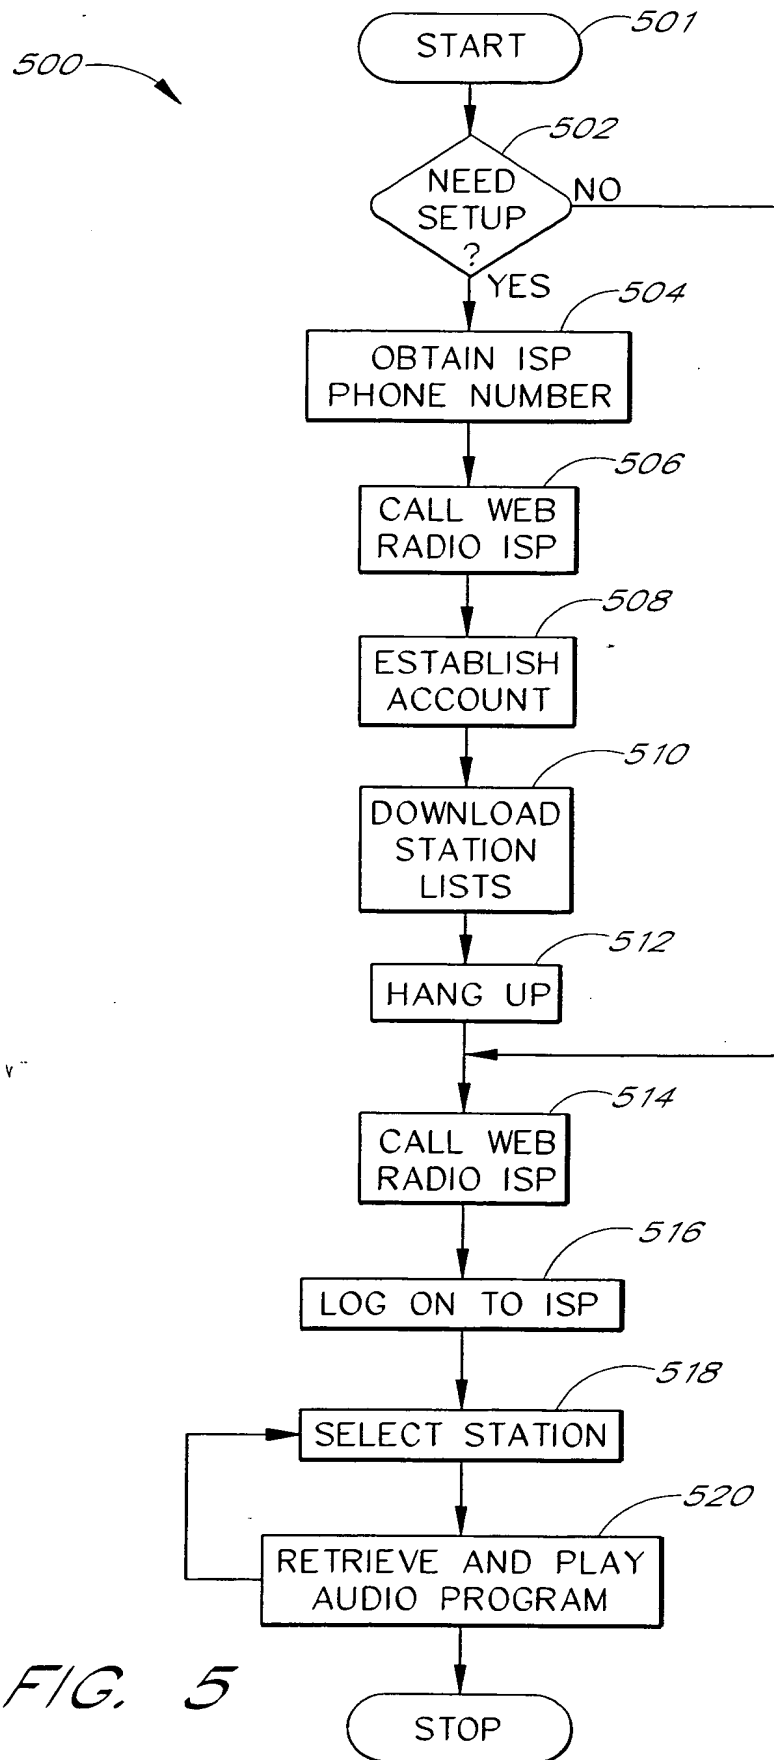 START
501
500
502
NEED
SETUP
?
NO
YES
504
OBTAIN ISP
PHONE NUMBER
506
CALL WEB
RADIO ISP
508
ESTABLISH
ACCOUNT
510
DOWNLOAD
STATION
LISTS
512
HANG UP
514
CALL WEB
RADIO ISP
516
LOG ON TO ISP
518
SELECT STATION
520
RETRIEVE AND PLAY
AUDIO PROGRAM
FIG. 5
STOP